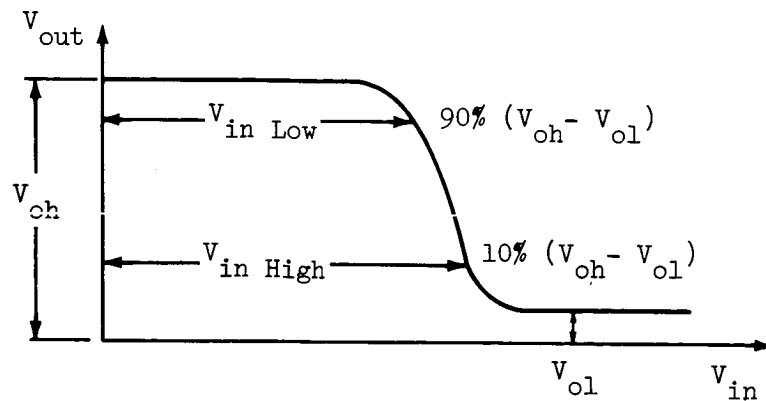 V_out
V_in Low
90% (V_oh - V_ol)
V_oh
V_in High
10% (V_oh - V_ol)
V_ol
V_in